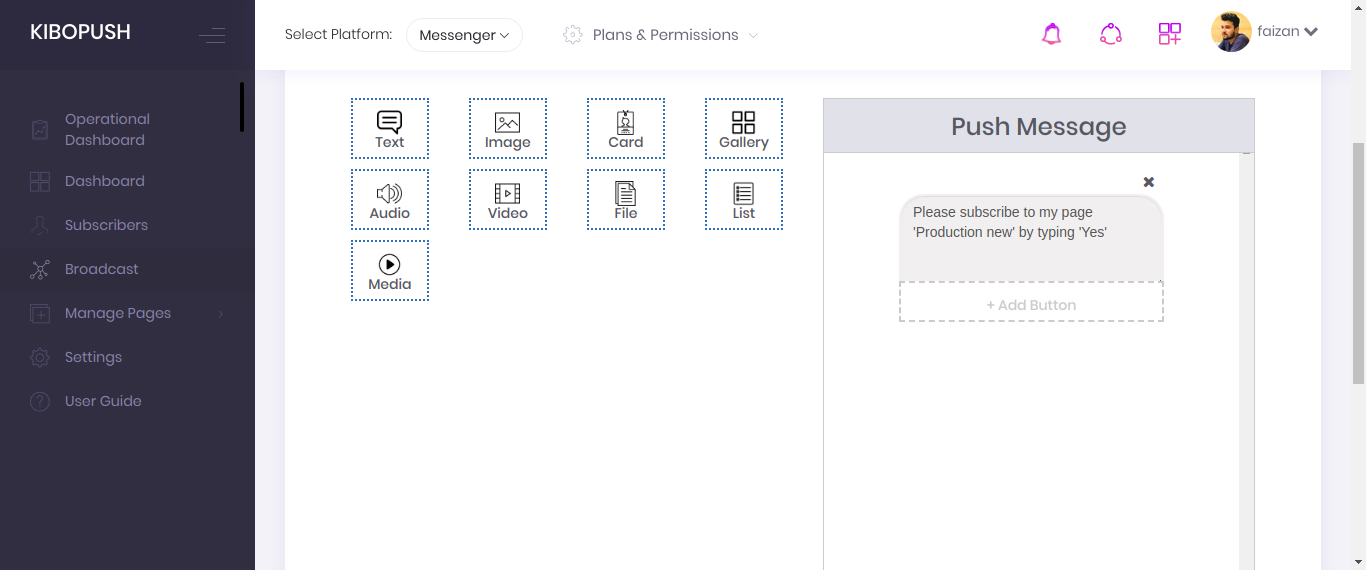 KIBOPUSH
Select Platform:
Messenger
Plans & Permissions
faizan
Operational
Dashboard
Dashboard
Subscribers
Broadcast
Manage Pages
Settings
User Guide
Text
Image
Card
Gallery
Audio
Video
File
List
Media
Push Message
Please subscribe to my page
'Production new' by typing 'Yes'
+ Add Button